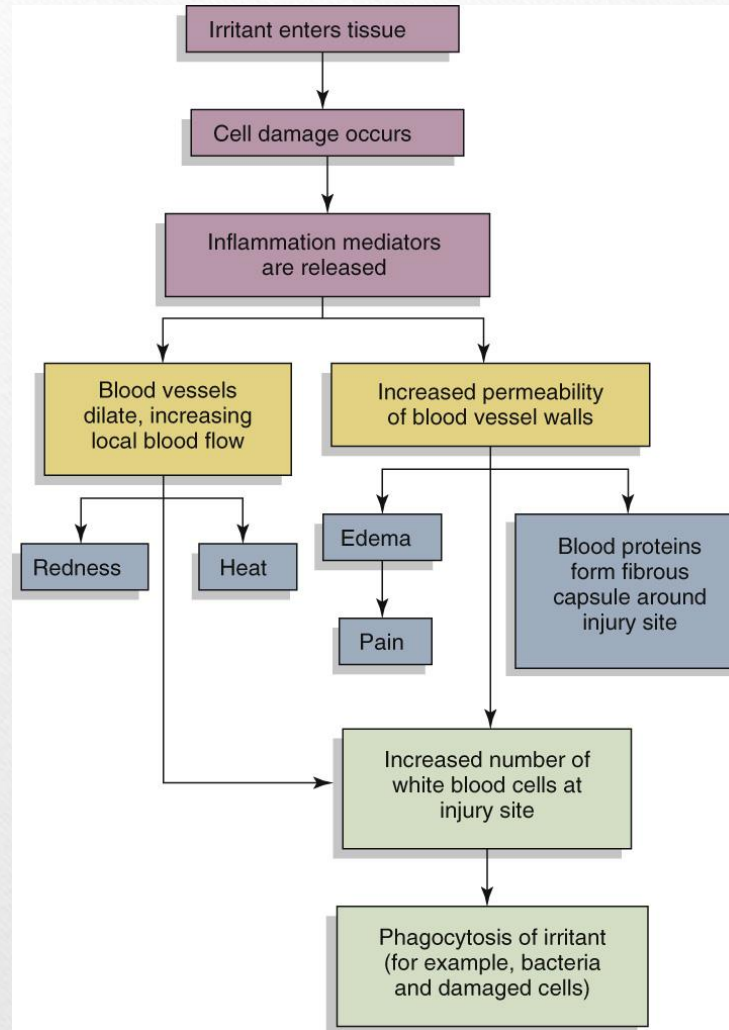 Irritant enters tissue
Cell damage occurs
Inflammation mediators
are released
Blood vessels
dilate, increasing
local blood flow
Increased permeability
of blood vessel walls
Redness
Heat
Edema
Pain
Blood proteins
form fibrous
capsule around
injury site
Increased number of
white blood cells at
injury site
Phagocytosis of irritant
(for example, bacteria
and damaged cells)